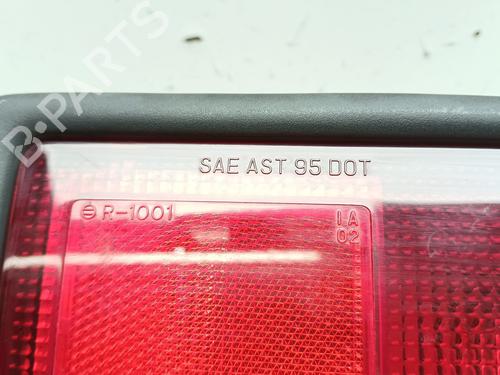 B-PARTS
SAE AST 95 DOT
R-1001
IA
02